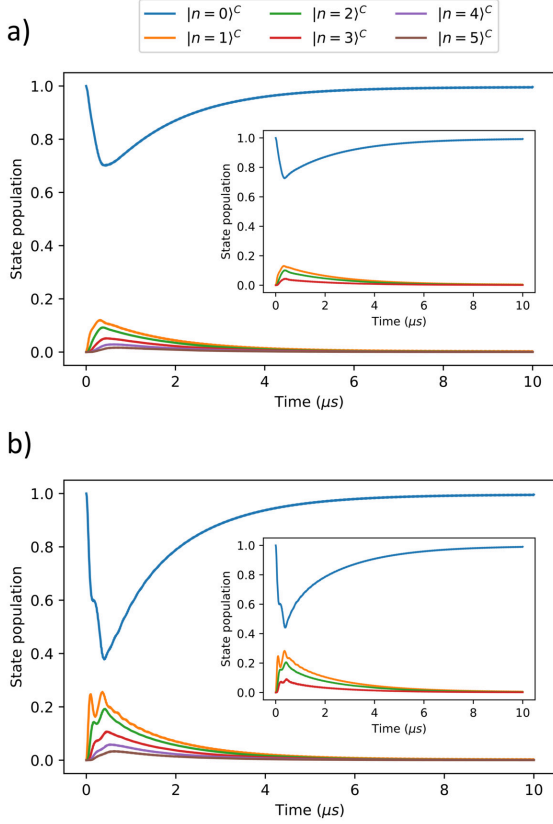 a)
|n = 0⟩^C |n = 2⟩^C |n = 4⟩^C
|n = 1⟩^C |n = 3⟩^C |n = 5⟩^C
State population
1.0
0.8
0.6
0.4
0.2
0.0
0 2 4 6 8 10
Time (μs)
State population
1.0
0.8
0.6
0.4
0.2
0.0
0 2 4 6 8 10
Time (μs)
b)
State population
1.0
0.8
0.6
0.4
0.2
0.0
0 2 4 6 8 10
Time (μs)
State population
1.0
0.8
0.6
0.4
0.2
0.0
0 2 4 6 8 10
Time (μs)